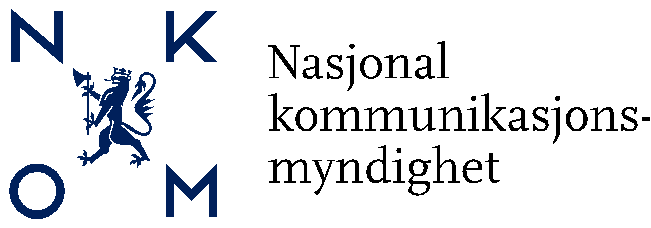 N K
O M
Nasjonal
kommunikasjons-
myndighet